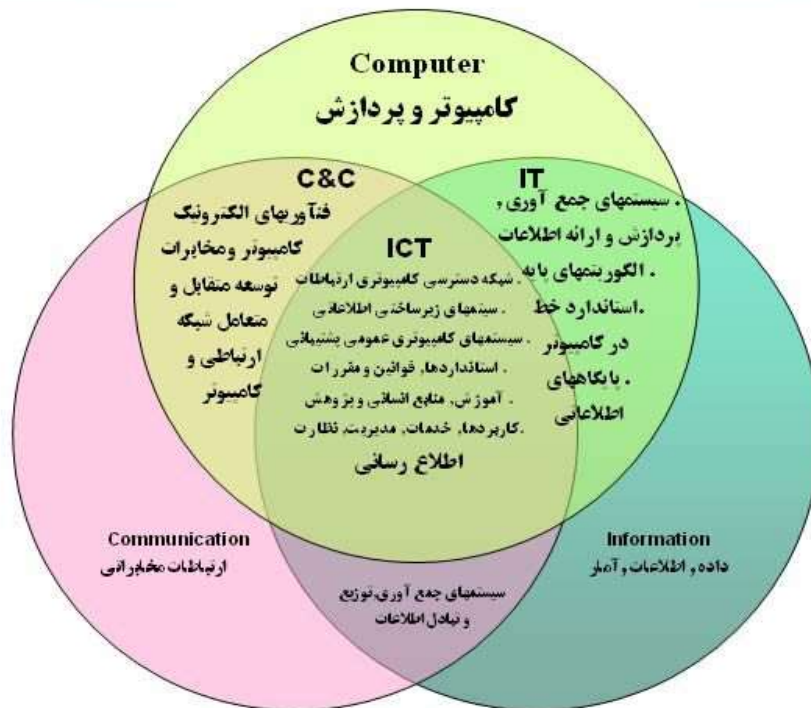 Computer
کامپیوتر و پردازش
C&C
فنآوریهای الکترونیک
کامپیوتر ومخابرات
توسعه متقابل و
متعامل شبکه
ارتباطی و
کامپیوتر
IT
. سیستمهای جمع آوری ,
پردازش و ارائه اطلاعات
. الگوریتمهای پایه
.استاندارد خط
در کامپیوتر
. پایگاههای
اطلاعاتی
ICT
. شبکه دسترسی کامپیوتری ارتباطات
. سیتمهای زیرساختی اطلاعاتی
. سیستمهای کامپیوتری عمومی پشتیبانی
. استانداردها, قوانین و مقررات
. آموزش, منابع انسانی و پژوهش
.کاربردها, خدمات, مدیریت, نظارت
اطلاع رسانی
Communication
ارتباطات مخابراتی
Information
داده و اطلاعات و آمار
سیستمهای جمع آوری,توزیع
و تبادل اطلاعات